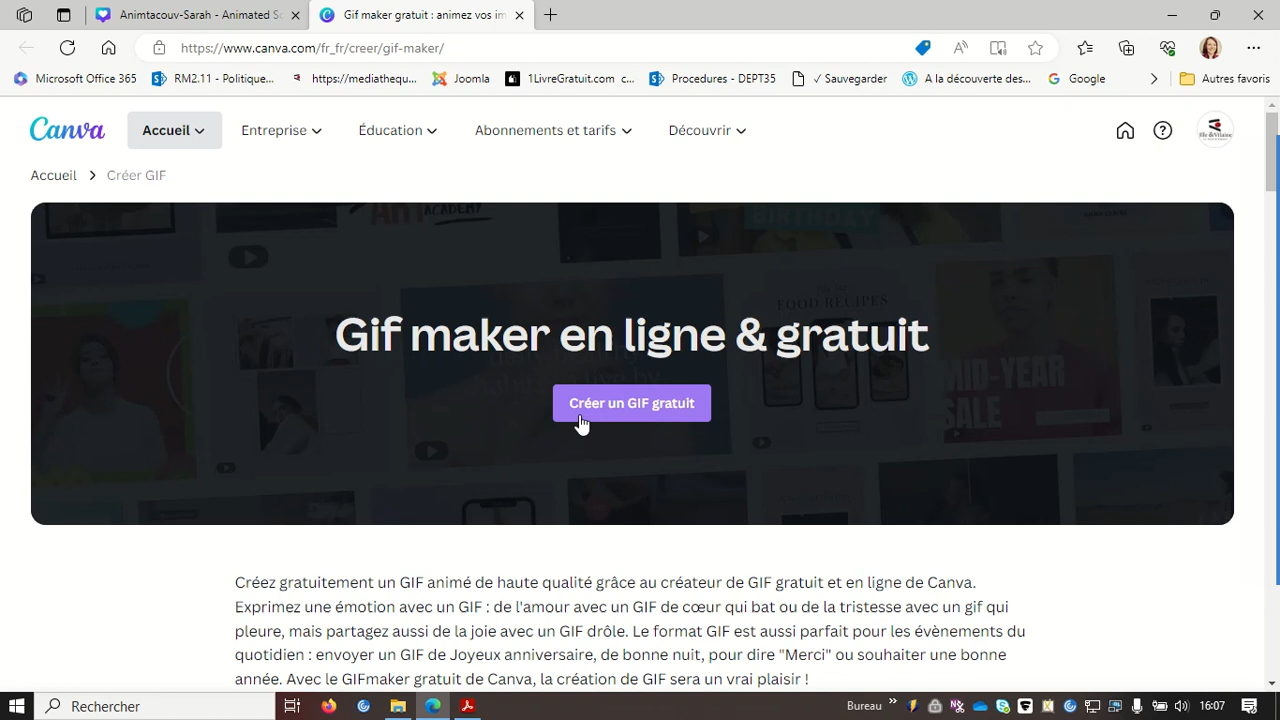 Animtacouv-Sarah - Animated So
Gif maker gratuit : animez vos im
https://www.canva.com/fr_fr/creer/gif-maker/
Microsoft Office 365
RM2.11 - Politique...
https://mediathequ...
Joomla
1LivreGratuit.com c...
Procedures - DEPT35
✓ Sauvegarder
A la découverte des...
Google
Autres favoris
Canva
Accueil
Entreprise
Éducation
Abonnements et tarifs
Découvrir
Accueil > Créer GIF
ACADEMY
BIRTHDAY
FOOD RECIPES
MID-YEAR
SALE
Gif maker en ligne & gratuit
Créer un GIF gratuit
Créez gratuitement un GIF animé de haute qualité grâce au créateur de GIF gratuit et en ligne de Canva.
Exprimez une émotion avec un GIF : de l'amour avec un GIF de cœur qui bat ou de la tristesse avec un gif qui
pleure, mais partagez aussi de la joie avec un GIF drôle. Le format GIF est aussi parfait pour les évènements du
quotidien : envoyer un GIF de Joyeux anniversaire, de bonne nuit, pour dire "Merci" ou souhaiter une bonne
année. Avec le GIFmaker gratuit de Canva, la création de GIF sera un vrai plaisir !
Rechercher
Bureau
16:07